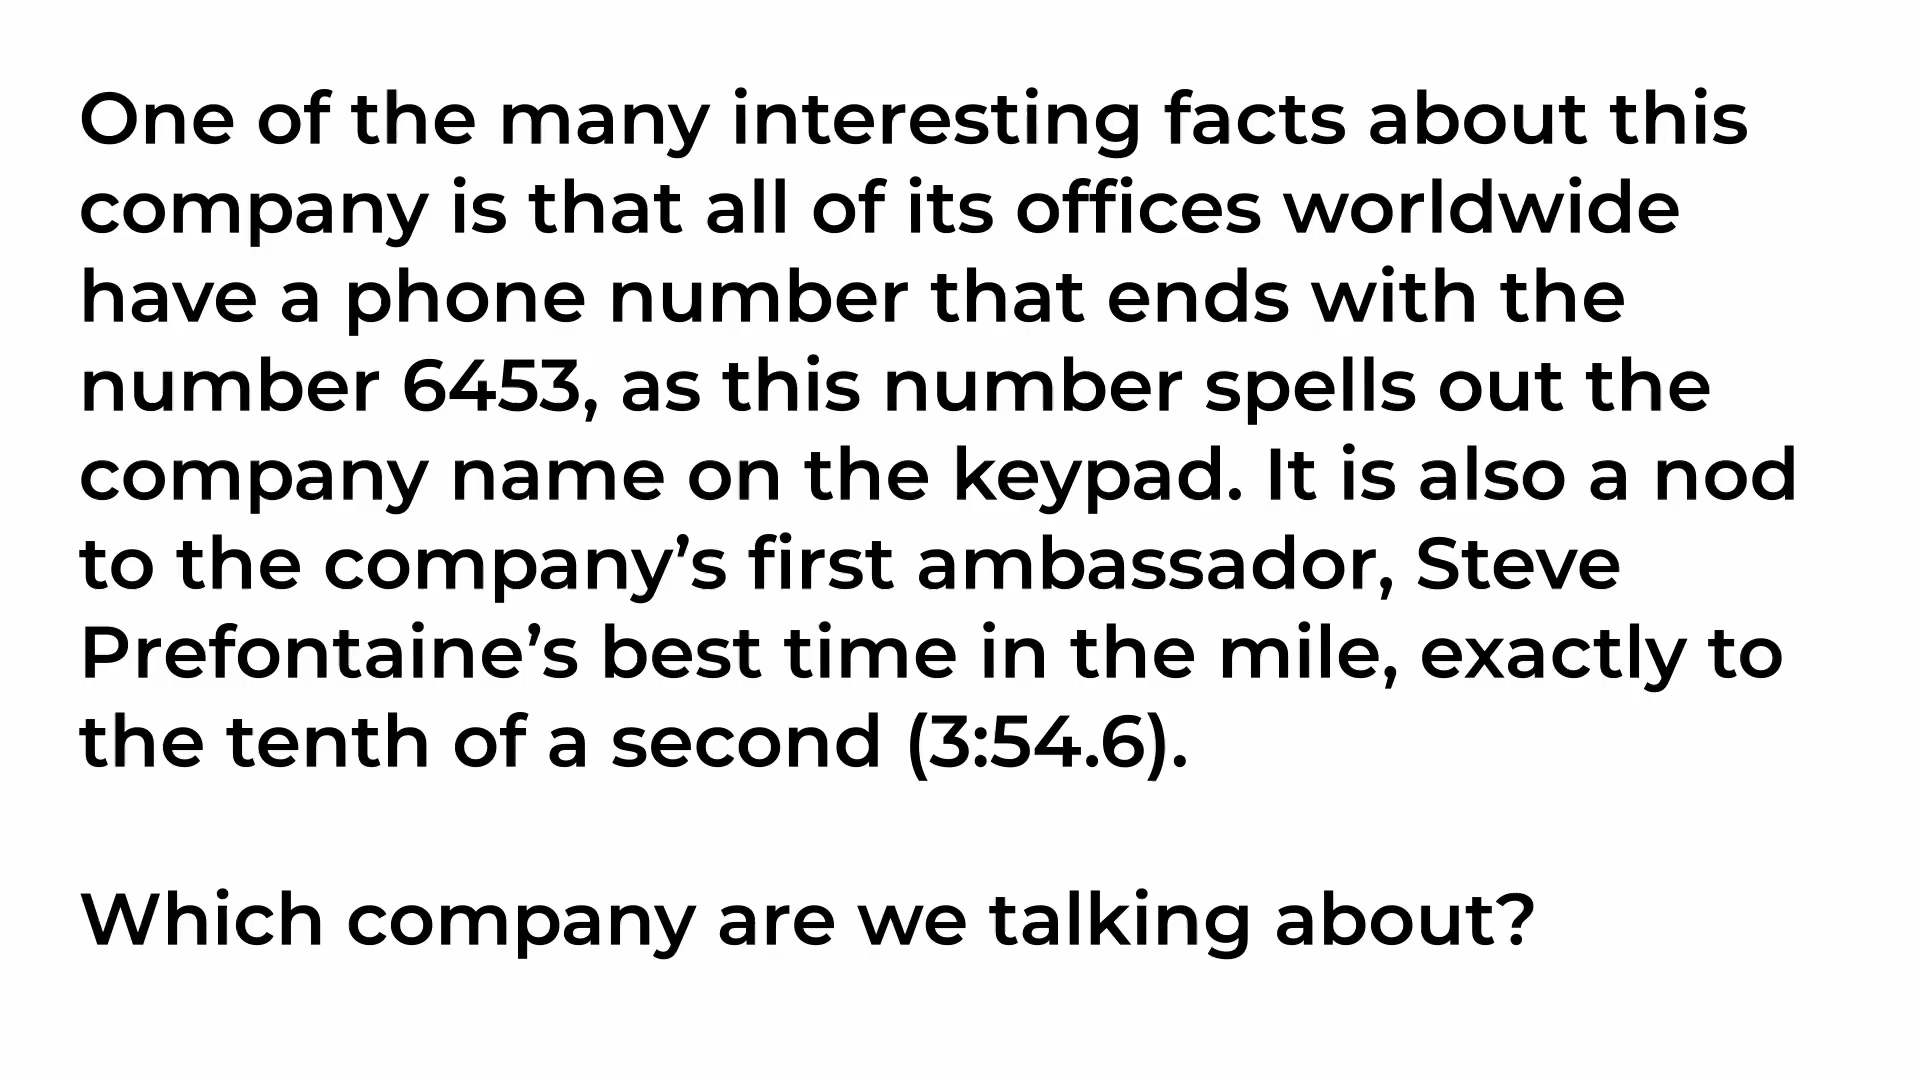 One of the many interesting facts about this
company is that all of its offices worldwide
have a phone number that ends with the
number 6453, as this number spells out the
company name on the keypad. It is also a nod
to the company’s first ambassador, Steve
Prefontaine’s best time in the mile, exactly to
the tenth of a second (3:54.6).
Which company are we talking about?